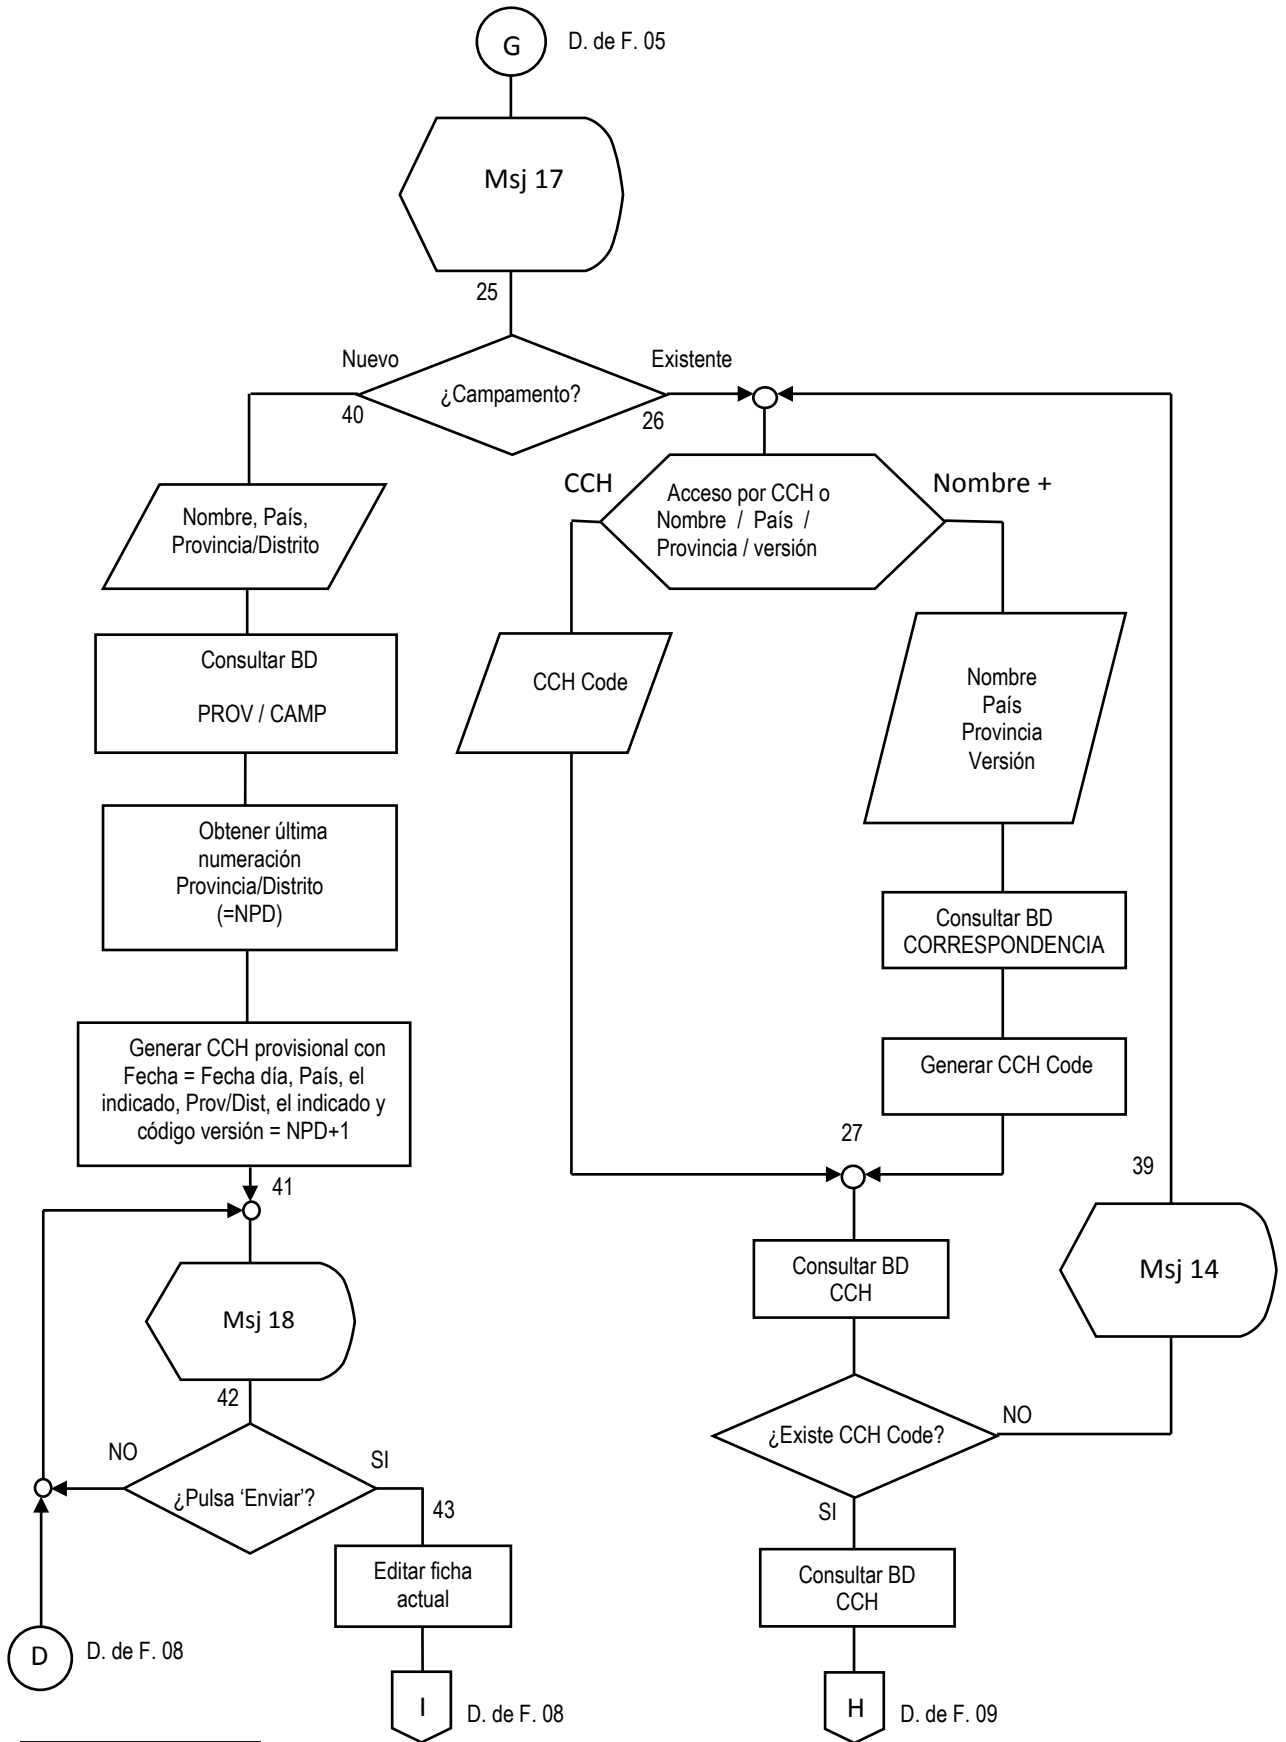 G
D. de F. 05
Msj 17
25
Nuevo
Existente
¿Campamento?
40
26
CCH
Nombre +
Acceso por CCH o
Nombre / País /
Provincia / versión
Nombre, País,
Provincia/Distrito
Consultar BD
PROV / CAMP
CCH Code
Nombre
País
Provincia
Versión
Obtener última
numeración
Provincia/Distrito
(=NPD)
Consultar BD
CORRESPONDENCIA
Generar CCH provisional con
Fecha = Fecha día, País, el
indicado, Prov/Dist, el indicado y
código versión = NPD+1
Generar CCH Code
27
39
41
Consultar BD
CCH
Msj 14
Msj 18
42
¿Existe CCH Code?
NO
NO
SI
¿Pulsa ‘Enviar’?
43
SI
Editar ficha
actual
Consultar BD
CCH
D
D. de F. 08
I
D. de F. 08
H
D. de F. 09